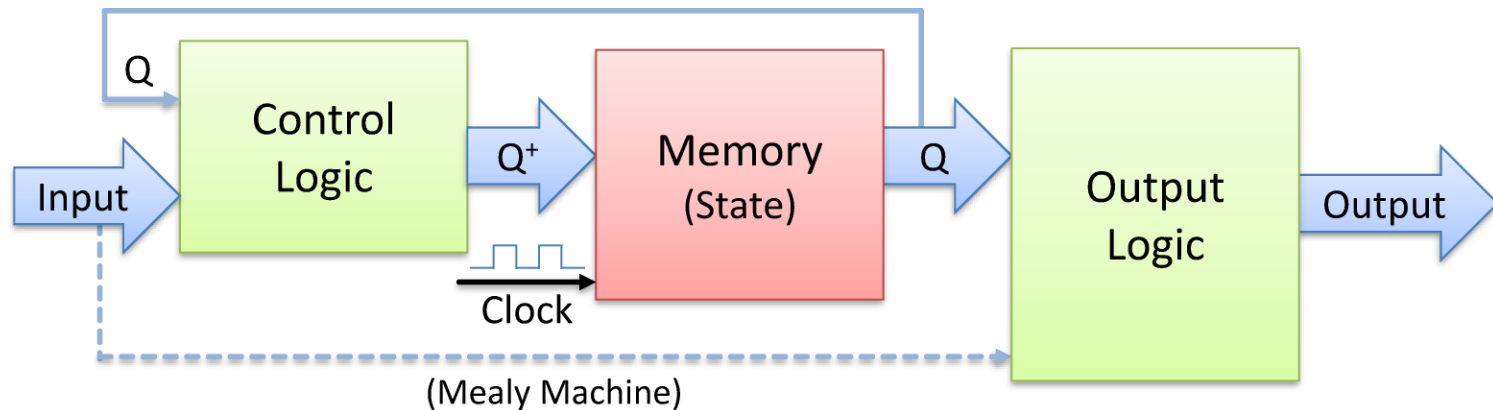 Q
Control
Logic
Input
Q⁺
Memory
(State)
Q
Output
Logic
Output
Clock
(Mealy Machine)